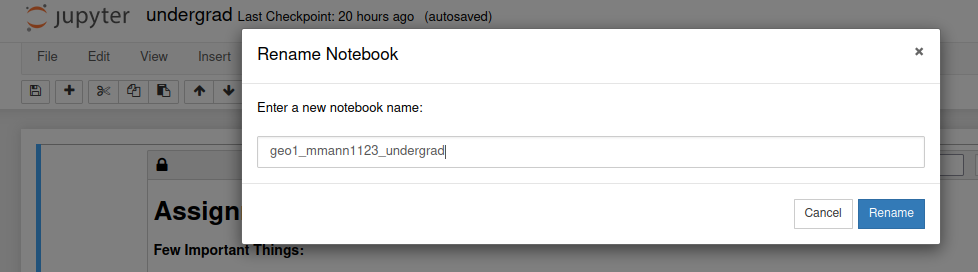 jupyter undergrad Last Checkpoint: 20 hours ago (autosaved)
Rename Notebook
File Edit View Insert
Enter a new notebook name:
geo1_mmann1123_undergrad
Cancel Rename
Assign
Few Important Things: